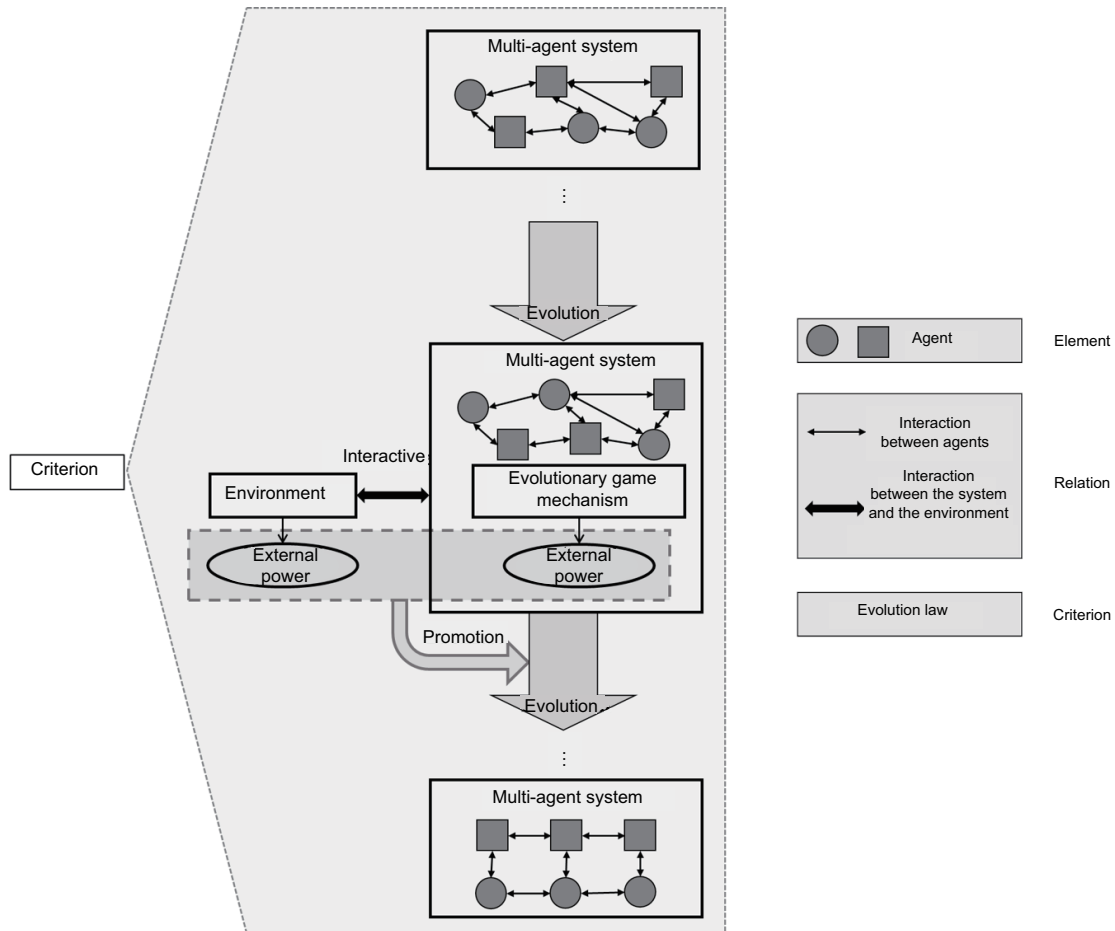 Multi-agent system
⋮
Evolution
Multi-agent system
Interactive
Criterion
Environment
Evolutionary game
mechanism
External
power
External
power
Promotion
Evolution
⋮
Multi-agent system
Agent
Element
Interaction
between agents
Interaction
between the system
and the environment
Relation
Evolution law
Criterion